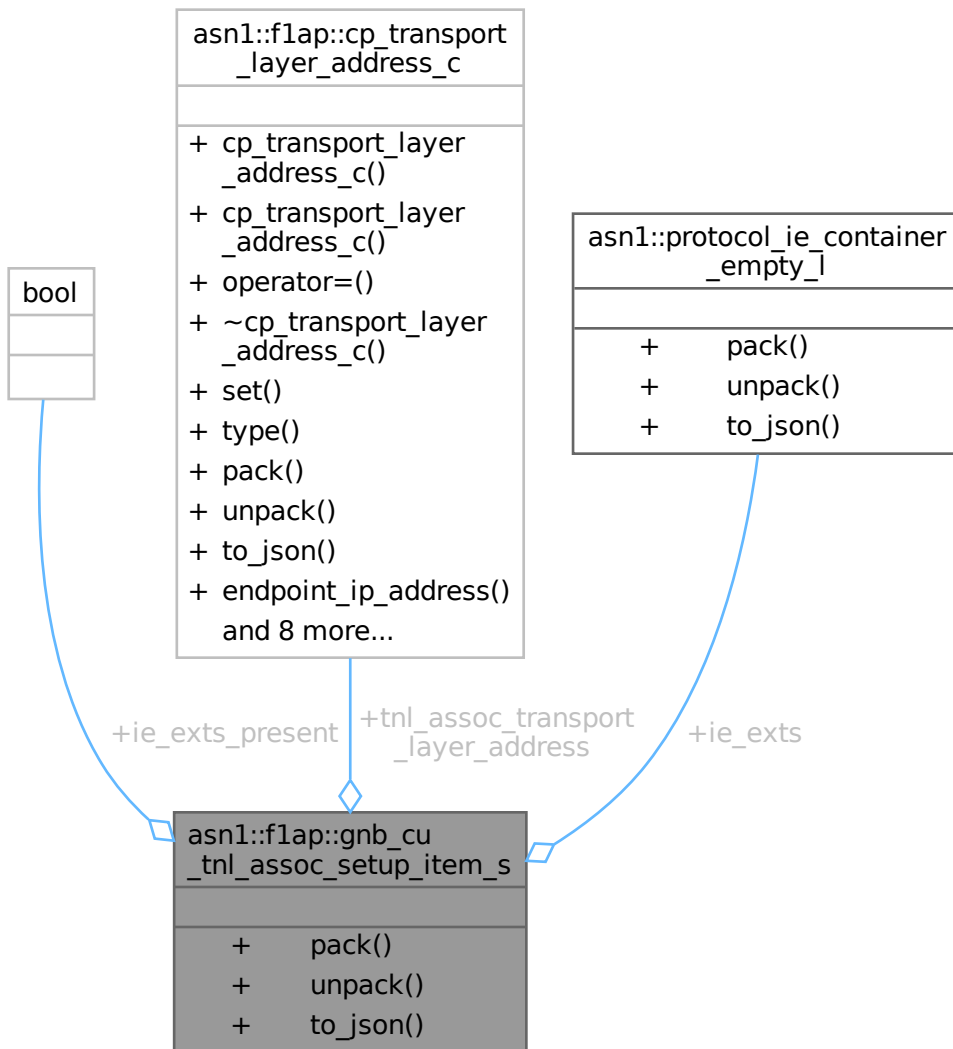 asn1::f1ap::cp_transport
_layer_address_c
+ cp_transport_layer
_address_c()
+ cp_transport_layer
_address_c()
+ operator=()
+ ~cp_transport_layer
_address_c()
+ set()
+ type()
+ pack()
+ unpack()
+ to_json()
+ endpoint_ip_address()
and 8 more...
bool
asn1::protocol_ie_container
_empty_l
+ pack()
+ unpack()
+ to_json()
+ie_exts_present
+tnl_assoc_transport
_layer_address
+ie_exts
asn1::f1ap::gnb_cu
_tnl_assoc_setup_item_s
+ pack()
+ unpack()
+ to_json()